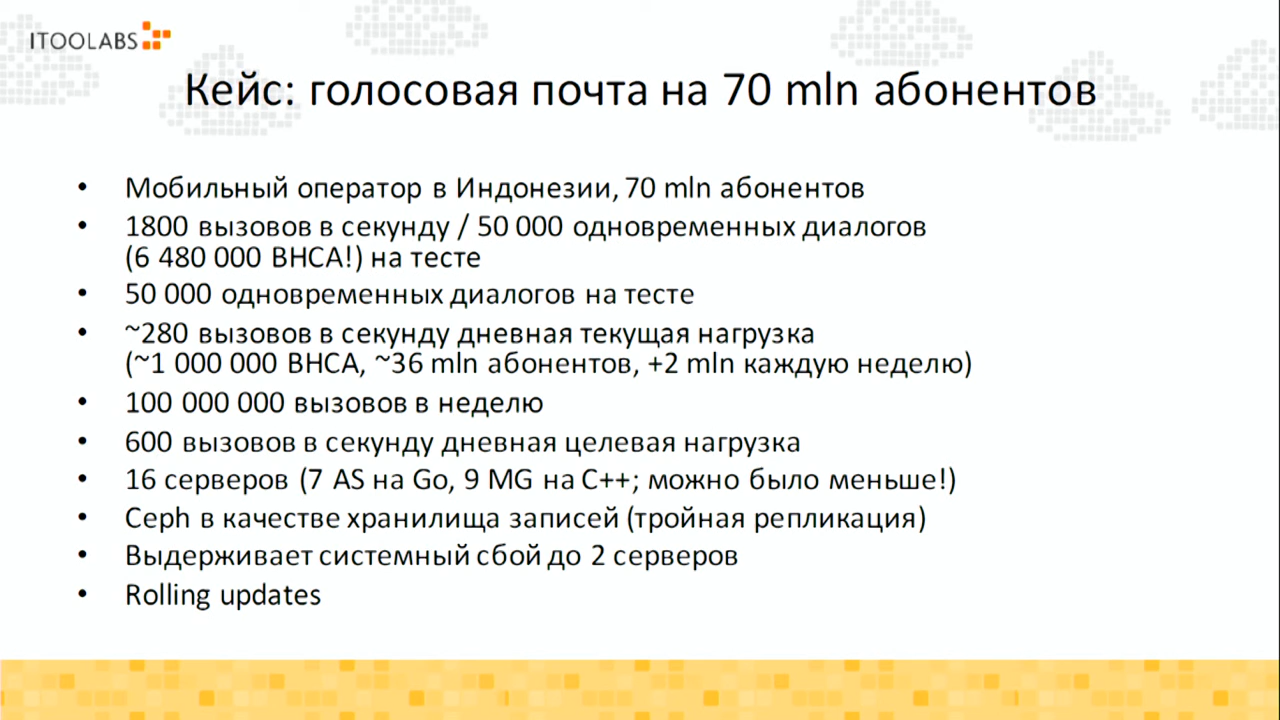 ITOOLABS
Кейс: голосовая почта на 70 mln абонентов
• Мобильный оператор в Индонезии, 70 mln абонентов
• 1800 вызовов в секунду / 50 000 одновременных диалогов
(6 480 000 BHCA!) на тесте
• 50 000 одновременных диалогов на тесте
• ~280 вызовов в секунду дневная текущая нагрузка
(~1 000 000 BHCA, ~36 mln абонентов, +2 mln каждую неделю)
• 100 000 000 вызовов в неделю
• 600 вызовов в секунду дневная целевая нагрузка
• 16 серверов (7 AS на Go, 9 MG на C++; можно было меньше!)
• Ceph в качестве хранилища записей (тройная репликация)
• Выдерживает системный сбой до 2 серверов
• Rolling updates